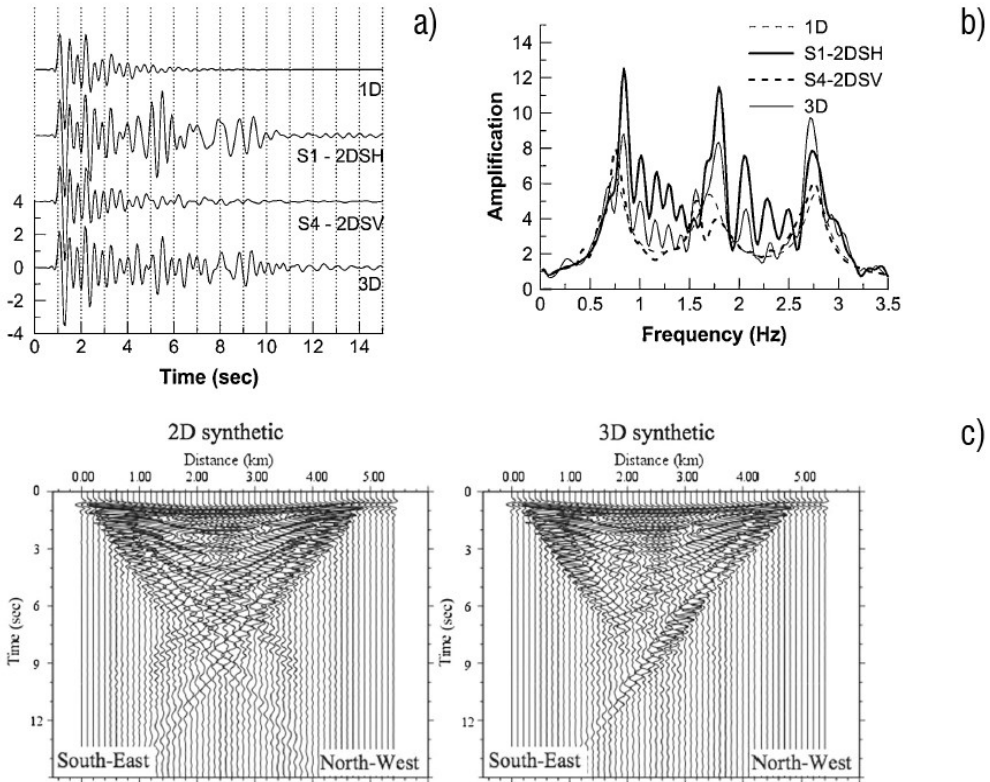 a)
1D
S1 - 2DSH
S4 - 2DSV
3D
4
2
0
-2
-4
0 2 4 6 8 10 12 14
Time (sec)
b)
1D
S1-2DSH
S4-2DSV
3D
Amplification
14
12
10
8
6
4
2
0
0 0.5 1 1.5 2 2.5 3 3.5
Frequency (Hz)
c)
2D synthetic
Distance (km)
0.00 1.00 2.00 3.00 4.00 5.00
Time (sec)
0
3
6
9
12
South-East
North-West
3D synthetic
Distance (km)
0.00 1.00 2.00 3.00 4.00 5.00
Time (sec)
0
3
6
9
12
South-East
North-West